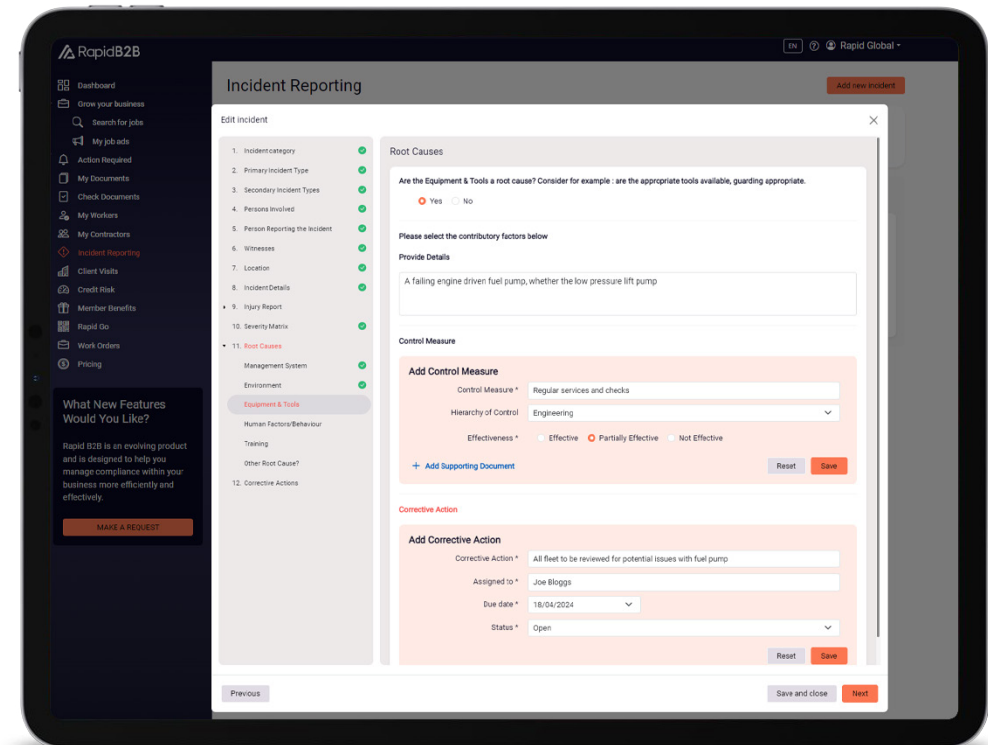 RapidB2B
EN
Rapid Global
Dashboard
Grow your business
Search for jobs
My job ads
Action Required
My Documents
Check Documents
My Workers
My Contractors
Incident Reporting
Client Visits
Credit Risk
Member Benefits
Rapid Go
Work Orders
Pricing
What New Features
Would You Like?
Rapid B2B is an evolving product
and is designed to help you
manage compliance within your
business more efficiently and
effectively.
MAKE A REQUEST
Incident Reporting
Add new incident
Edit incident
1. Incident category
2. Primary Incident Type
3. Secondary Incident Types
4. Persons Involved
5. Person Reporting the Incident
6. Witnesses
7. Location
8. Incident Details
9. Injury Report
10. Severity Matrix
11. Root Causes
Management System
Environment
Equipment & Tools
Human Factors/Behaviour
Training
Other Root Cause?
12. Corrective Actions
Root Causes
Are the Equipment & Tools a root cause? Consider for example : are the appropriate tools available, guarding appropriate.
Yes No
Please select the contributory factors below
Provide Details
A failing engine driven fuel pump, whether the low pressure lift pump
Control Measure
Add Control Measure
Control Measure * Regular services and checks
Hierarchy of Control Engineering
Effectiveness * Effective Partially Effective Not Effective
+ Add Supporting Document Reset Save
Corrective Action
Add Corrective Action
Corrective Action * All fleet to be reviewed for potential issues with fuel pump
Assigned to * Joe Bloggs
Due date * 18/04/2024
Status * Open
Reset Save
Previous Save and close Next